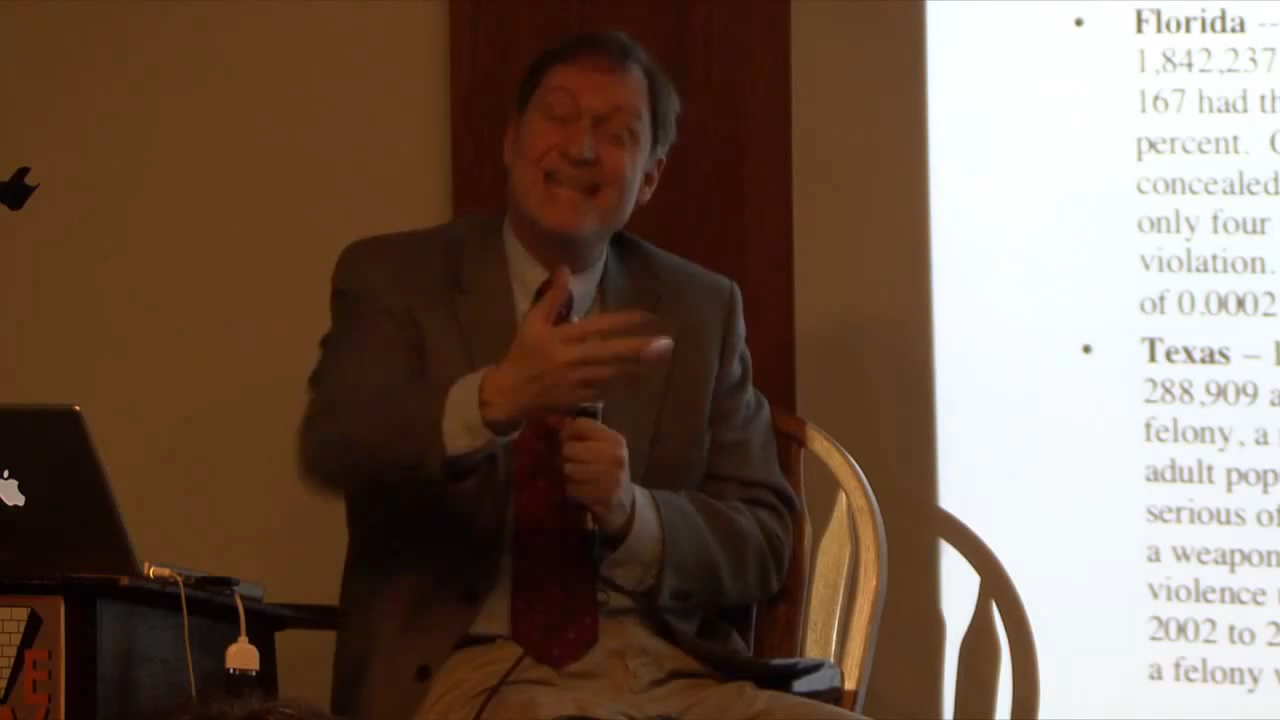 • Florida --
1,842,237
167 had th
percent.
concealed
only four
violation.
of 0.0002
• Texas –
288,909 a
felony, a
adult pop
serious of
a weapon
violence
2002 to 2
a felony v
E